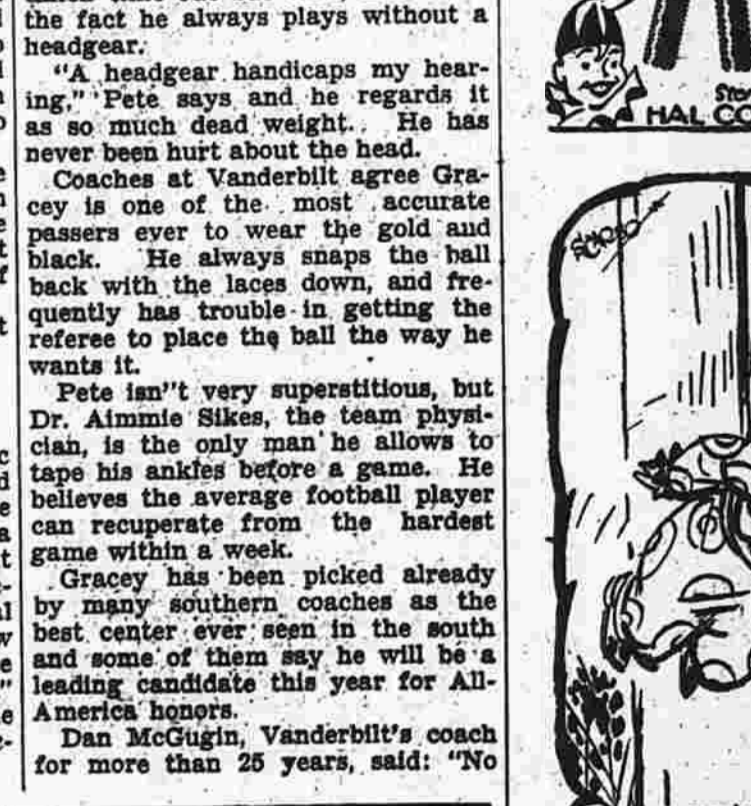 the fact he always plays without a
headgear.
"A headgear handicaps my hear-
ing," Pete says and he regards it
as so much dead weight. He has
never been hurt about the head.
Coaches at Vanderbilt agree Gra-
cey is one of the most accurate
passers ever to wear the gold and
black. He always snaps the ball
back with the laces down, and fre-
quently has trouble in getting the
referee to place the ball the way he
wants it.
Pete isn"t very superstitious, but
Dr. Aimmie Sikes, the team physi-
cian, is the only man he allows to
tape his ankles before a game. He
believes the average football player
can recuperate from the hardest
game within a week.
Gracey has been picked already
by many southern coaches as the
best center ever seen in the south
and some of them say he will be a
leading candidate this year for All-
America honors.
Dan McGugin, Vanderbilt's coach
for more than 25 years, said: "No
HAL